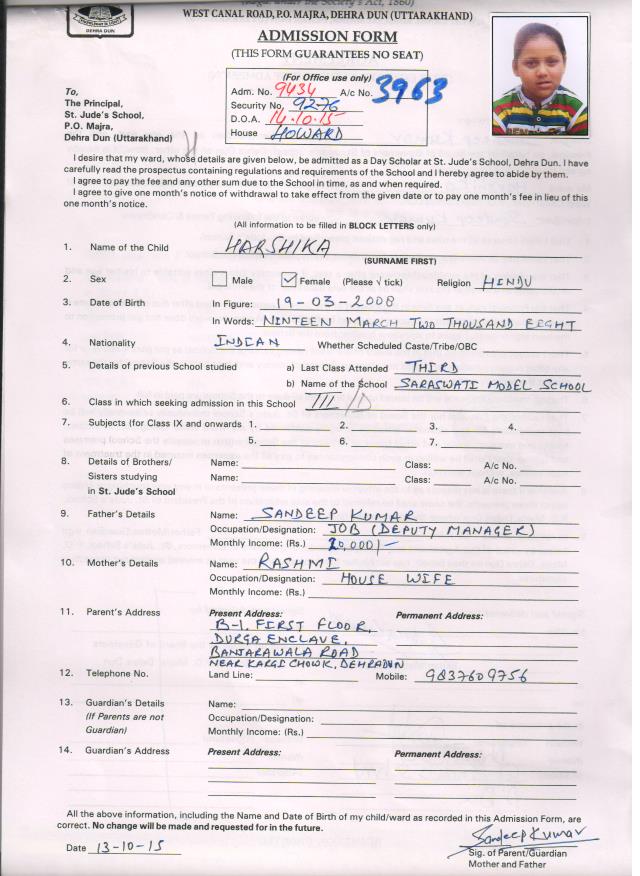 DEHRA DUN
WEST CANAL ROAD, P.O. MAJRA, DEHRA DUN (UTTARAKHAND)
ADMISSION FORM
(THIS FORM GUARANTEES NO SEAT)
(For Office use only)
Adm. No. 9434 A/c No. 3963
Security No. 9276
D.O.A. 14.10.15
House HOWARD
To,
The Principal,
St. Jude's School,
P.O. Majra,
Dehra Dun (Uttarakhand)
I desire that my ward, whose details are given below, be admitted as a Day Scholar at St. Jude's School, Dehra Dun. I have
carefully read the prospectus containing regulations and requirements of the School and I hereby agree to abide by them.
I agree to pay the fee and any other sum due to the School in time, as and when required.
I agree to give one month's notice of withdrawal to take effect from the given date or to pay one month's fee in lieu of this
one month's notice.
(All information to be filled in BLOCK LETTERS only)
1. Name of the Child HARSHIKA
(SURNAME FIRST)
2. Sex Male Female (Please √ tick) Religion HINDU
3. Date of Birth In Figure: 19-03-2008
In Words: NINTEEN MARCH TWO THOUSAND EIGHT
4. Nationality INDIAN Whether Scheduled Caste/Tribe/OBC
5. Details of previous School studied a) Last Class Attended THIRD
b) Name of the School SARASWATI MODEL SCHOOL
6. Class in which seeking admission in this School III/D
7. Subjects (for Class IX and onwards 1. 2. 3. 4.
5. 6. 7.
8. Details of Brothers/ Name: Class: A/c No.
Sisters studying Name: Class: A/c No.
in St. Jude's School
9. Father's Details Name: SANDEEP KUMAR
Occupation/Designation: JOB (DEPUTY MANAGER)
Monthly Income: (Rs.) 20,000/-
10. Mother's Details Name: RASHMI
Occupation/Designation: HOUSE WIFE
Monthly Income: (Rs.)
11. Parent's Address Present Address: Permanent Address:
B-1, FIRST FLOOR,
DURGA ENCLAVE,
BANJARAWALA ROAD
NEAR KARGI CHOWK, DEHRADUN
12. Telephone No. Land Line: Mobile: 9837609756
13. Guardian's Details Name:
(If Parents are not Occupation/Designation:
Guardian) Monthly Income: (Rs.)
14. Guardian's Address Present Address: Permanent Address:
All the above information, including the Name and Date of Birth of my child/ward as recorded in this Admission Form, are
correct. No change will be made and requested for in the future.
Sandeep Kumar
Date 13-10-15 Sig. of Parent/Guardian
Mother and Father